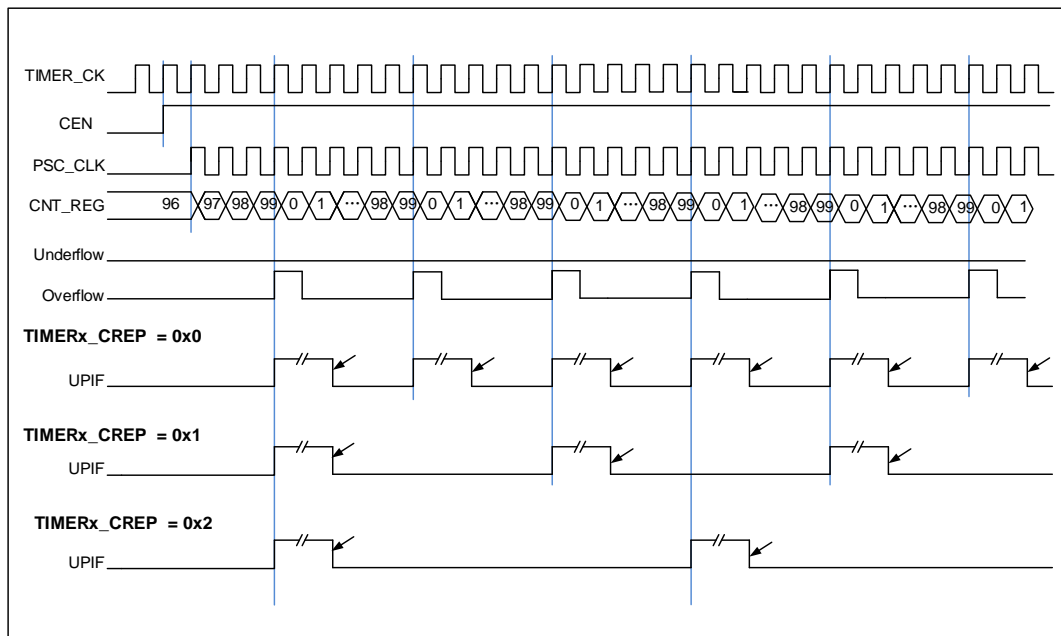 TIMER_CK
CEN
PSC_CLK
CNT_REG 96 97 98 99 0 1 ... 98 99 0 1 ... 98 99 0 1 ... 98 99 0 1 ... 98 99 0 1 ... 98 99 0 1
Underflow
Overflow
TIMERx_CREP = 0x0
UPIF
TIMERx_CREP = 0x1
UPIF
TIMERx_CREP = 0x2
UPIF